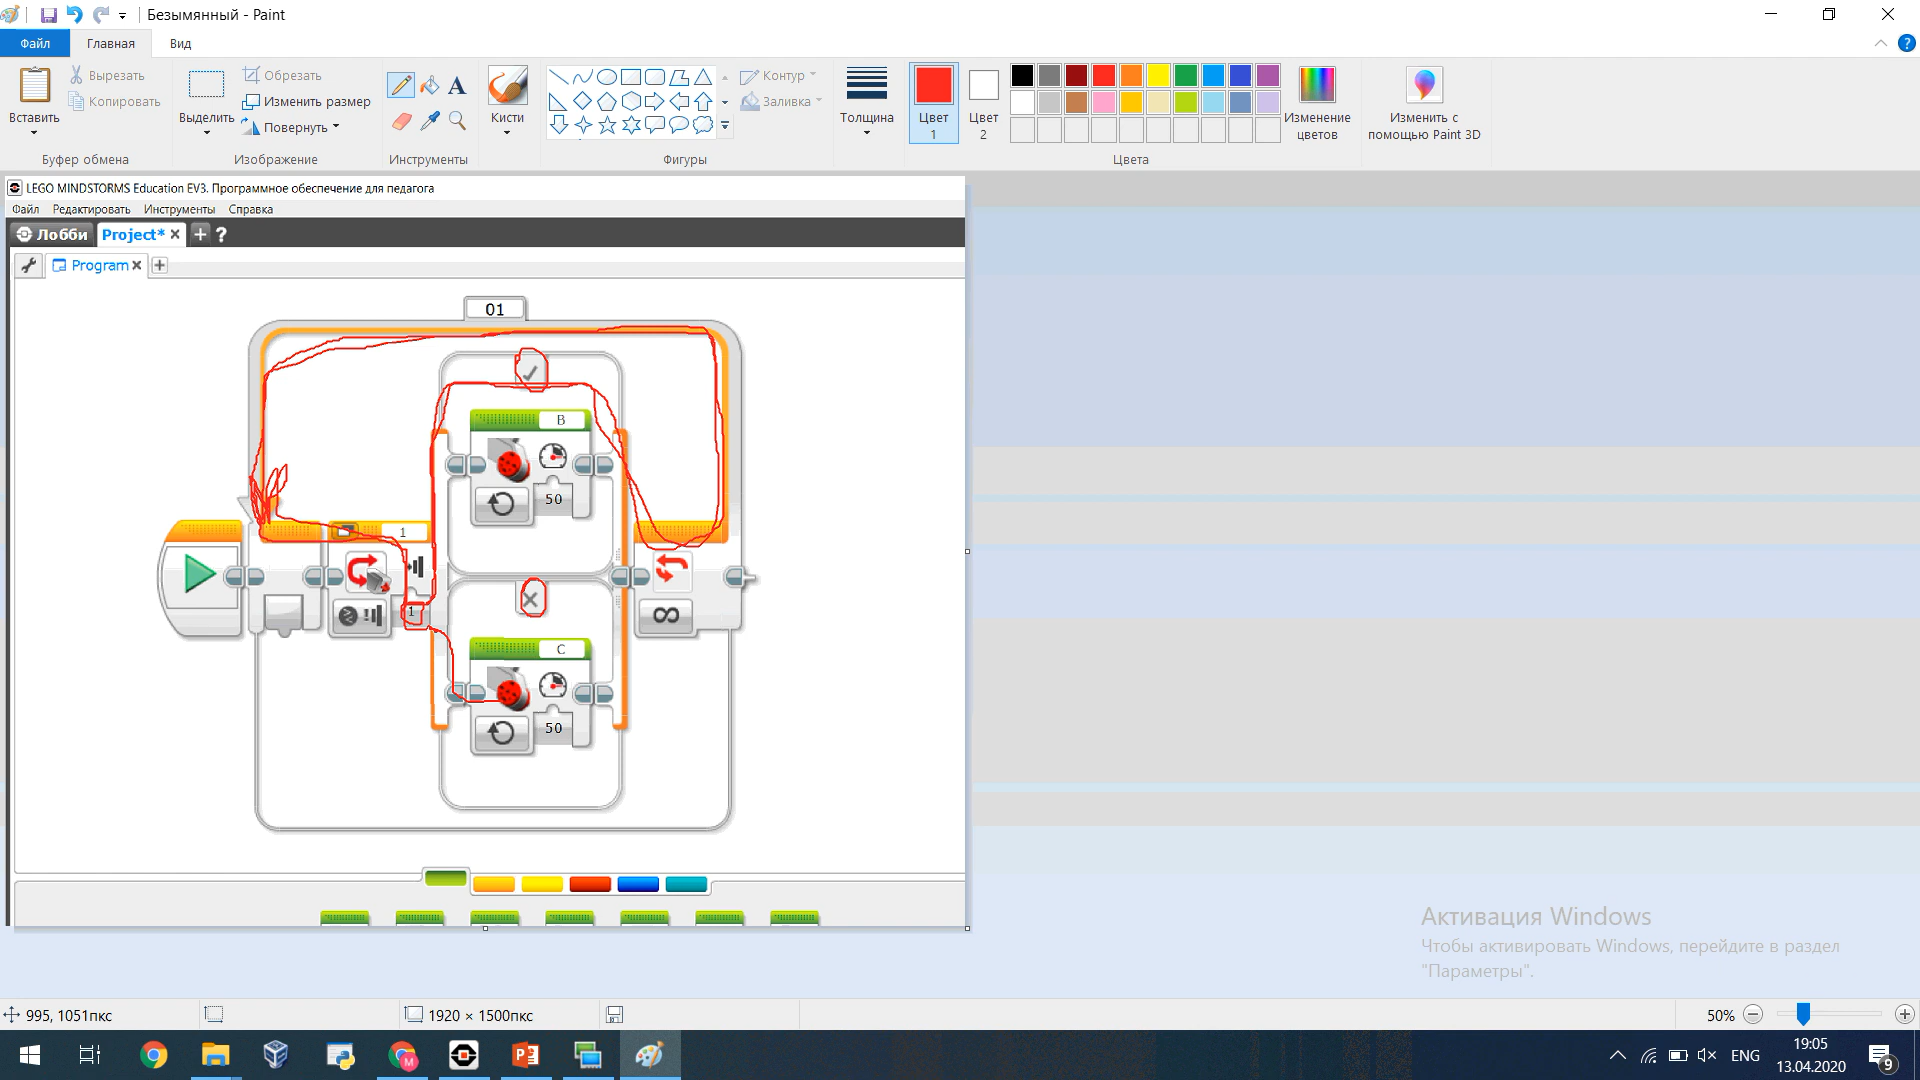 Безымянный - Paint
Файл
Главная
Вид
Вставить
Вырезать
Копировать
Буфер обмена
Выделить
Обрезать
Изменить размер
Повернуть
Изображение
A
Инструменты
Кисти
Контур
Заливка
Фигуры
Толщина
Цвет
1
Цвет
2
Изменение
цветов
Цвета
Изменить с
помощью Paint 3D
LEGO MINDSTORMS Education EV3. Программное обеспечение для педагога
Файл Редактировать Инструменты Справка
Лобби Project* × + ?
Program × +
01
B
50
1
1
C
50
Активация Windows
Чтобы активировать Windows, перейдите в раздел
"Параметры".
995, 1051пкс
1920 × 1500пкс
50%
ENG
19:05
13.04.2020
9